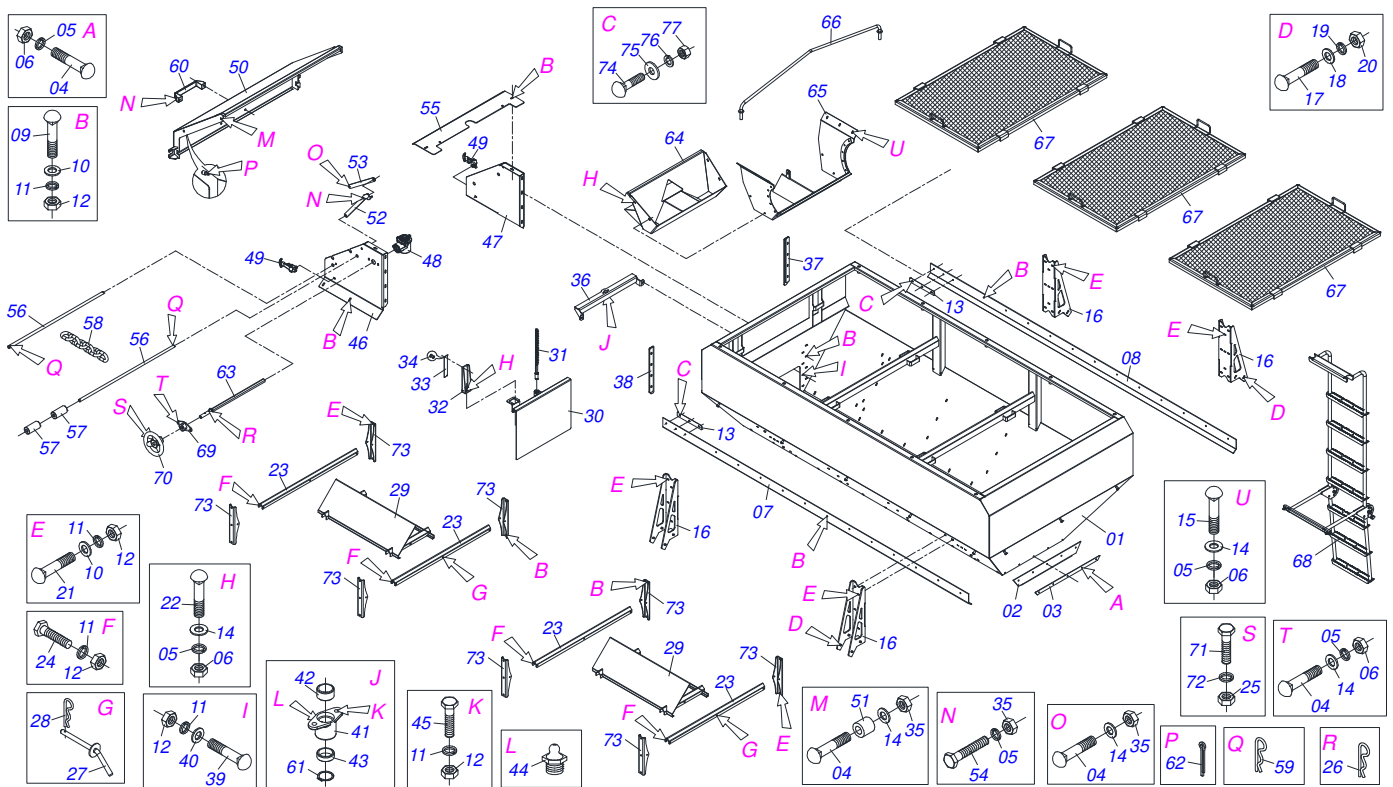 05 A
06
04
B
09
10
11
12
60
50
N
M
P
O
53
N
52
49
48
46
B
55
B
49
47
C
77
76
75
74
66
65
U
64
H
67
67
67
D
19
20
18
17
56
Q
58
56
Q
57
57
T
S
63
R
69
70
36
J
37
38
31
34
33
32
H
30
C
13
B
E
16
08
E
16
D
B
I
C
13
07
B
E
16
01
02
03
A
E
D
16
68
E
73
F
23
73
29
73
23
B
F
G
73
B
73
F
23
73
29
73
23
F
G
E
73
E
11
12
10
21
F
11
24
12
G
28
27
H
22
14
05
06
I
11
12
40
39
J
42
L
K
41
43
61
K
45
11
12
L
44
M
51
35
14
04
N
35
05
54
O
35
14
04
P
62
Q
59
R
26
S
71
72
25
T
05
06
14
04
U
15
14
05
06